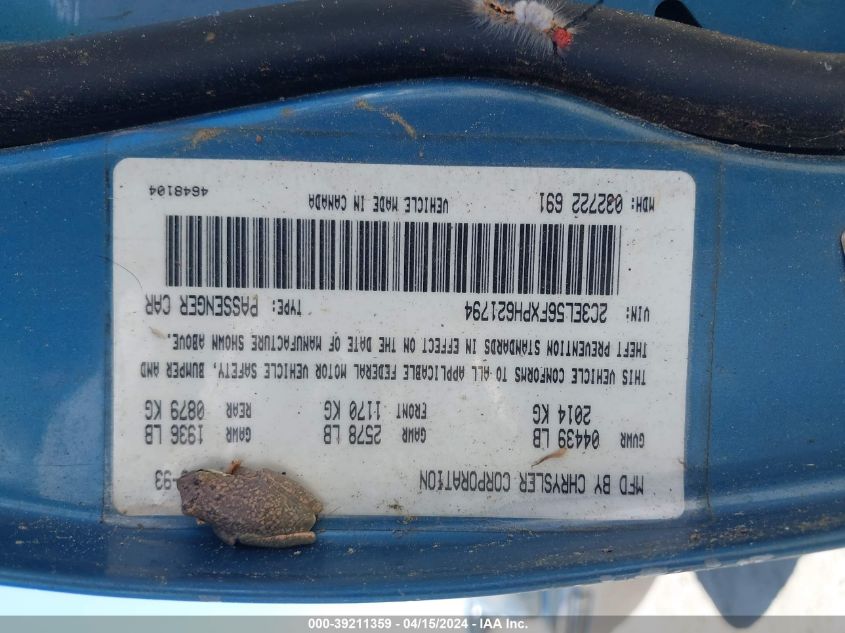 MFD BY CHRYSLER CORPORATION -93
GVWR 04439 LB GAWR 2578 LB GAWR 1936 LB
2014 KG FRONT 1170 KG REAR 0879 KG
THIS VEHICLE CONFORMS TO ALL APPLICABLE FEDERAL MOTOR VEHICLE SAFETY, BUMPER AND
THEFT PREVENTION STANDARDS IN EFFECT ON THE DATE OF MANUFACTURE SHOWN ABOVE.
VIN: 2C3EL56FXPH621794 TYPE: PASSENGER CAR
MDH: 032722 691 VEHICLE MADE IN CANADA 4648104
000-39211359 - 04/15/2024 - IAA Inc.